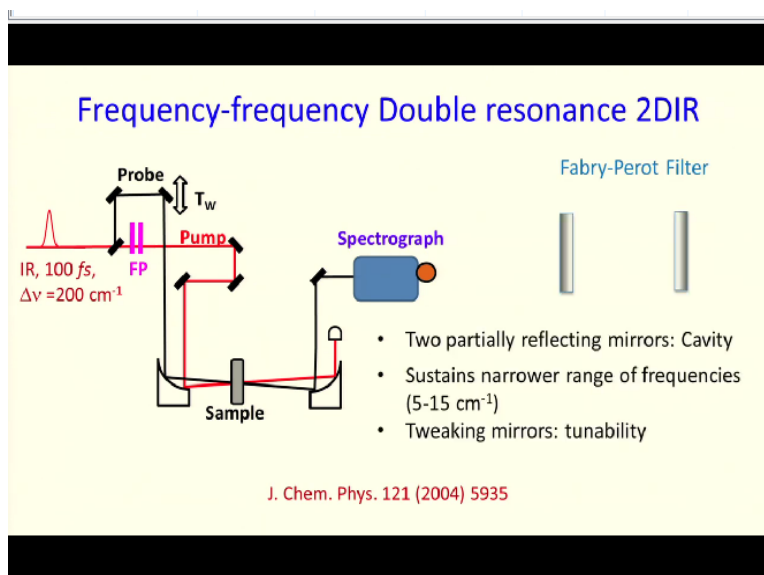 Frequency-frequency Double resonance 2DIR
Probe
T_W
Pump
FP
IR, 100 fs,
Δν =200 cm⁻¹
Sample
Spectrograph
Fabry-Perot Filter
• Two partially reflecting mirrors: Cavity
• Sustains narrower range of frequencies
(5-15 cm⁻¹)
• Tweaking mirrors: tunability
J. Chem. Phys. 121 (2004) 5935